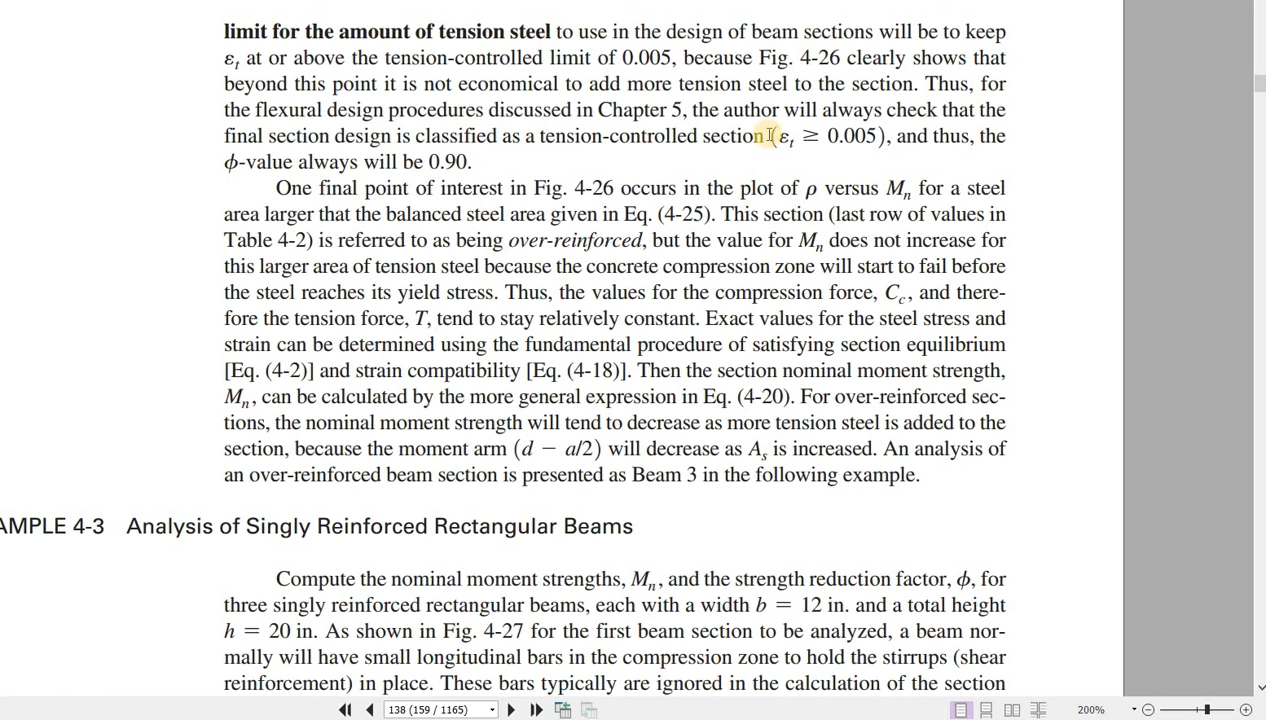 limit for the amount of tension steel to use in the design of beam sections will be to keep
εt at or above the tension-controlled limit of 0.005, because Fig. 4-26 clearly shows that
beyond this point it is not economical to add more tension steel to the section. Thus, for
the flexural design procedures discussed in Chapter 5, the author will always check that the
final section design is classified as a tension-controlled section (εt ≥ 0.005), and thus, the
ϕ-value always will be 0.90.
One final point of interest in Fig. 4-26 occurs in the plot of ρ versus Mn for a steel
area larger that the balanced steel area given in Eq. (4-25). This section (last row of values in
Table 4-2) is referred to as being over-reinforced, but the value for Mn does not increase for
this larger area of tension steel because the concrete compression zone will start to fail before
the steel reaches its yield stress. Thus, the values for the compression force, Cc, and there-
fore the tension force, T, tend to stay relatively constant. Exact values for the steel stress and
strain can be determined using the fundamental procedure of satisfying section equilibrium
[Eq. (4-2)] and strain compatibility [Eq. (4-18)]. Then the section nominal moment strength,
Mn, can be calculated by the more general expression in Eq. (4-20). For over-reinforced sec-
tions, the nominal moment strength will tend to decrease as more tension steel is added to the
section, because the moment arm (d − a/2) will decrease as As is increased. An analysis of
an over-reinforced beam section is presented as Beam 3 in the following example.
AMPLE 4-3 Analysis of Singly Reinforced Rectangular Beams
Compute the nominal moment strengths, Mn, and the strength reduction factor, ϕ, for
three singly reinforced rectangular beams, each with a width b = 12 in. and a total height
h = 20 in. As shown in Fig. 4-27 for the first beam section to be analyzed, a beam nor-
mally will have small longitudinal bars in the compression zone to hold the stirrups (shear
reinforcement) in place. These bars typically are ignored in the calculation of the section
138 (159 / 1165) 200%